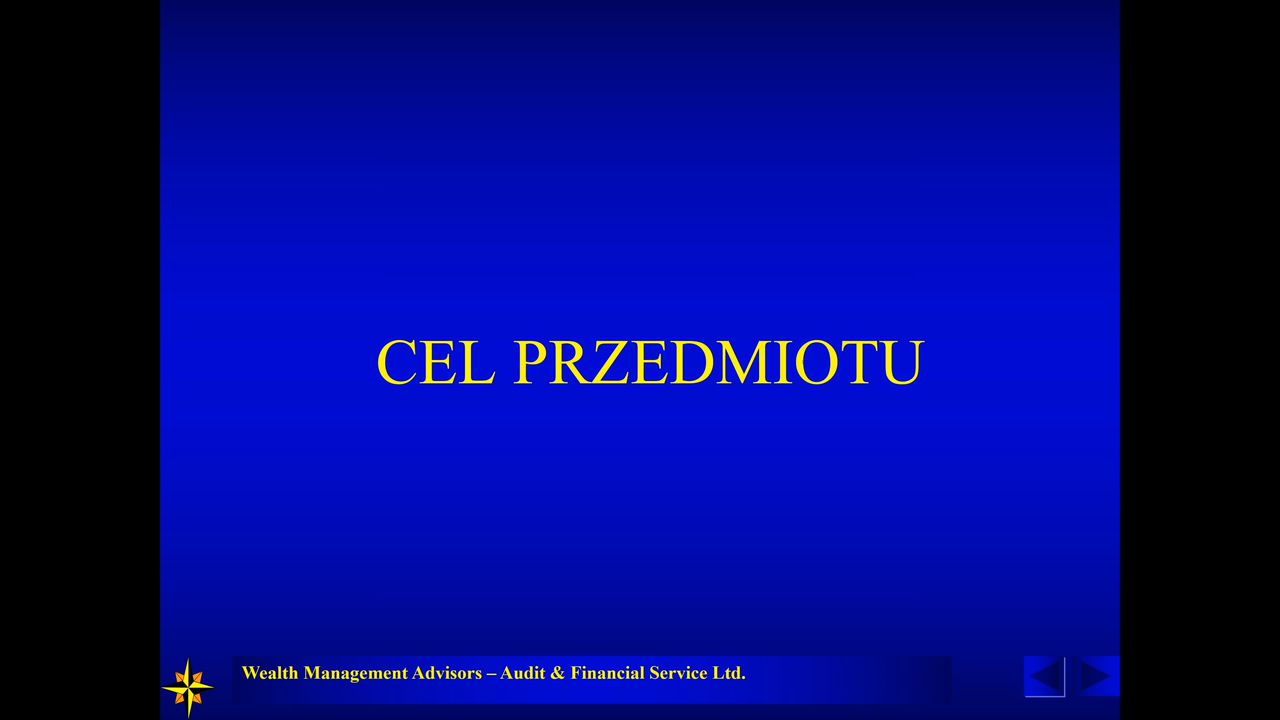 CEL PRZEDMIOTU
Wealth Management Advisors – Audit & Financial Service Ltd.